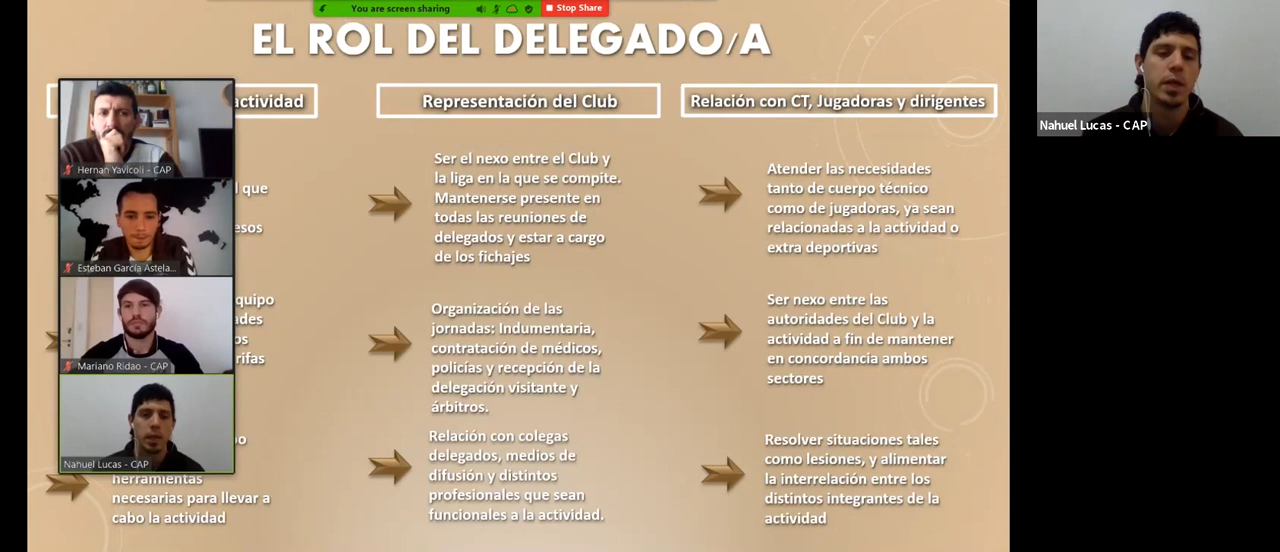 You are screen sharing
Stop Share
EL ROL DEL DELEGADO/A
actividad
Representación del Club
Relación con CT, Jugadoras y dirigentes
Hernan Yavicoli - CAP
Esteban García Astela...
Mariano Ridao - CAP
Nahuel Lucas - CAP
que
esos
quipo
ades
os
rifas
herramientas
necesarias para llevar a
cabo la actividad
Ser el nexo entre el Club y
la liga en la que se compite.
Mantenerse presente en
todas las reuniones de
delegados y estar a cargo
de los fichajes
Organización de las
jornadas: Indumentaria,
contratación de médicos,
policías y recepción de la
delegación visitante y
árbitros.
Relación con colegas
delegados, medios de
difusión y distintos
profesionales que sean
funcionales a la actividad.
Atender las necesidades
tanto de cuerpo técnico
como de jugadoras, ya sean
relacionadas a la actividad o
extra deportivas
Ser nexo entre las
autoridades del Club y la
actividad a fin de mantener
en concordancia ambos
sectores
Resolver situaciones tales
como lesiones, y alimentar
la interrelación entre los
distintos integrantes de la
actividad
Nahuel Lucas - CAP